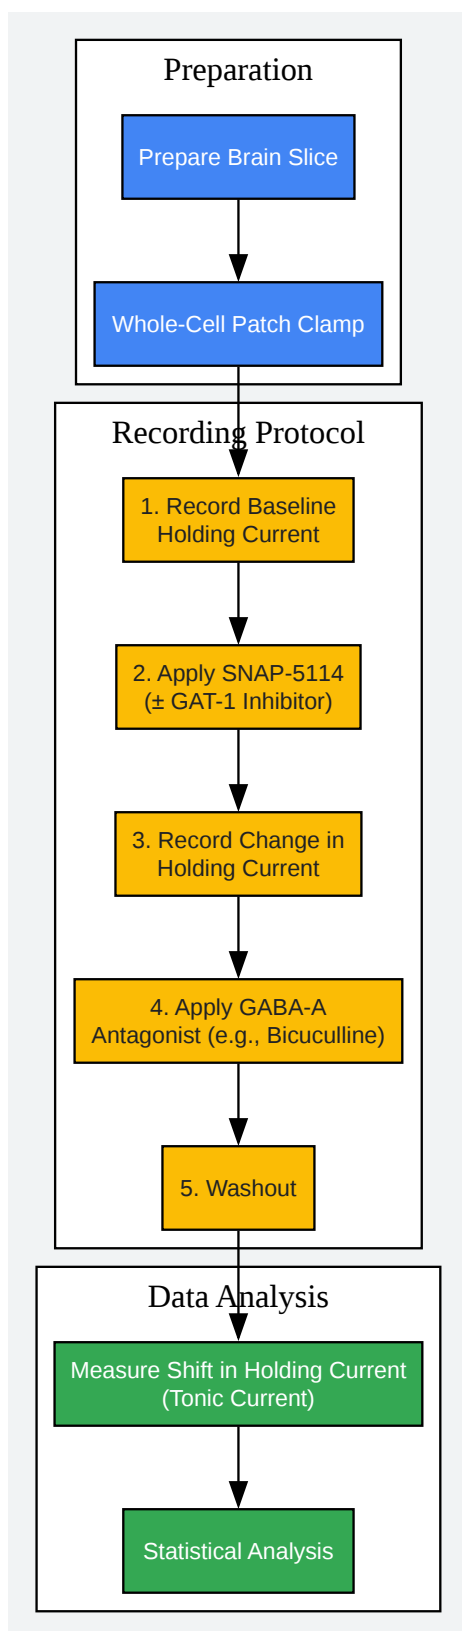 Preparation
Prepare Brain Slice
Whole-Cell Patch Clamp
Recording Protocol
1. Record Baseline
Holding Current
2. Apply SNAP-5114
(± GAT-1 Inhibitor)
3. Record Change in
Holding Current
4. Apply GABA-A
Antagonist (e.g., Bicuculline)
5. Washout
Data Analysis
Measure Shift in Holding Current
(Tonic Current)
Statistical Analysis